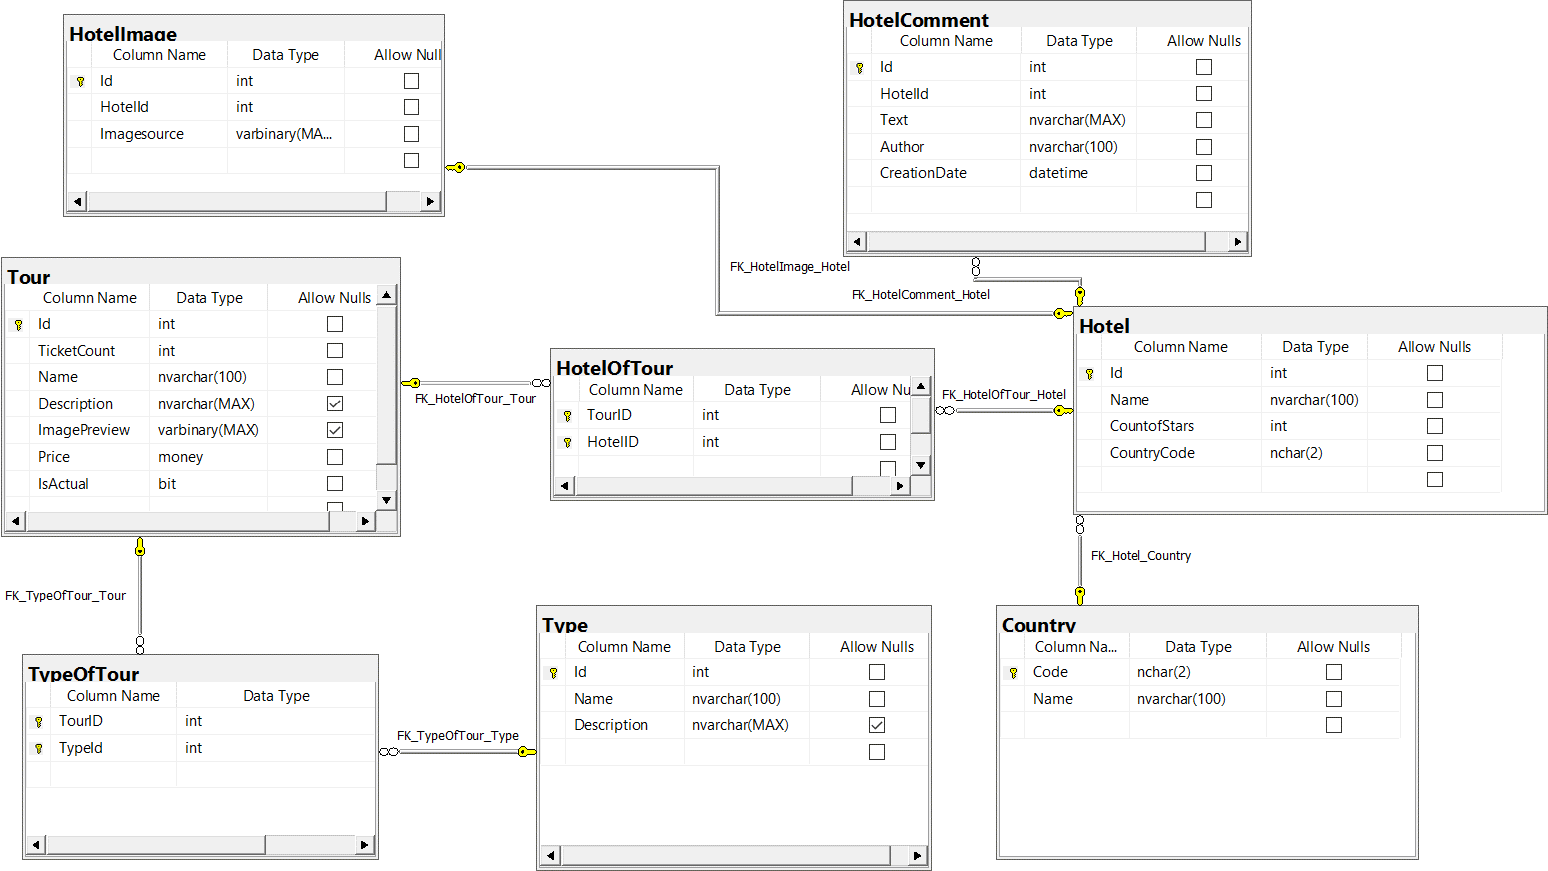 HotelImage
Column Name Data Type Allow Null
Id int
HotelId int
Imagesource varbinary(MA...
HotelComment
Column Name Data Type Allow Nulls
Id int
HotelId int
Text nvarchar(MAX)
Author nvarchar(100)
CreationDate datetime
FK_HotelImage_Hotel
FK_HotelComment_Hotel
Tour
Column Name Data Type Allow Nulls
Id int
TicketCount int
Name nvarchar(100)
Description nvarchar(MAX)
ImagePreview varbinary(MAX)
Price money
IsActual bit
FK_HotelOfTour_Tour
HotelOfTour
Column Name Data Type Allow Nu
TourID int
HotelID int
FK_HotelOfTour_Hotel
Hotel
Column Name Data Type Allow Nulls
Id int
Name nvarchar(100)
CountofStars int
CountryCode nchar(2)
FK_Hotel_Country
FK_TypeOfTour_Tour
TypeOfTour
Column Name Data Type
TourID int
TypeId int
FK_TypeOfTour_Type
Type
Column Name Data Type Allow Nulls
Id int
Name nvarchar(100)
Description nvarchar(MAX)
Country
Column Na... Data Type Allow Nulls
Code nchar(2)
Name nvarchar(100)